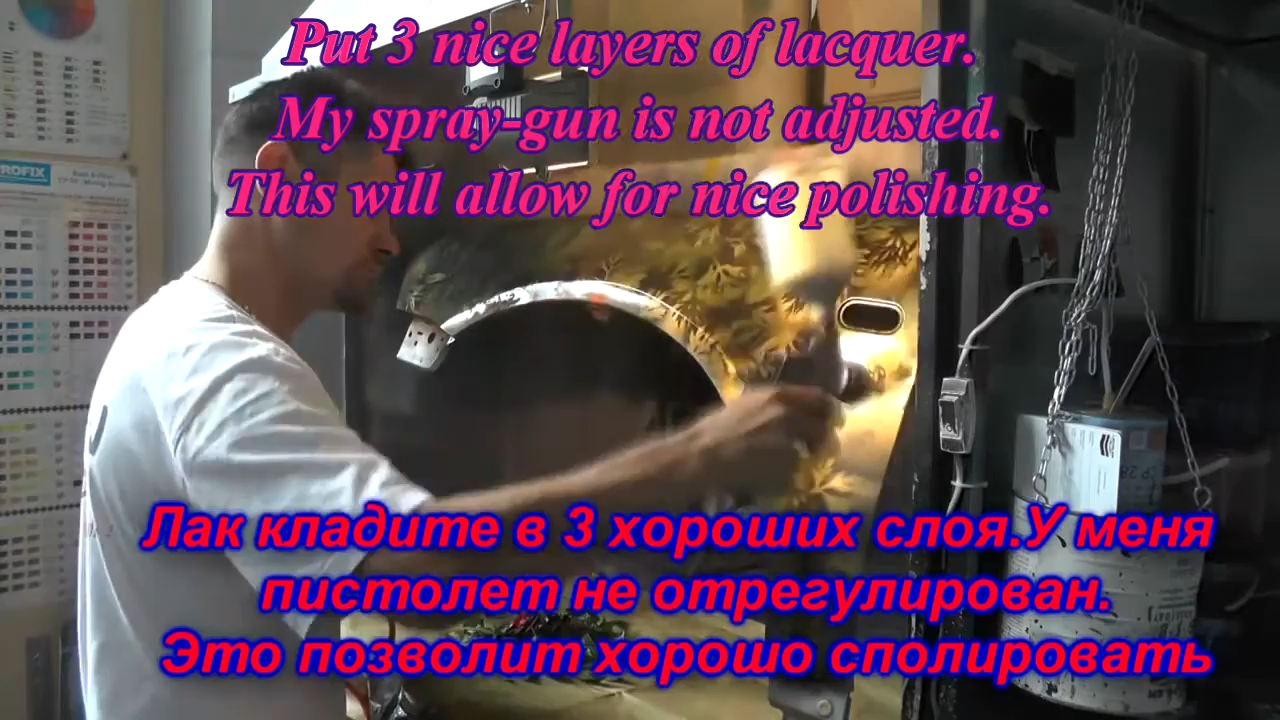 Put 3 nice layers of lacquer.
My spray-gun is not adjusted.
This will allow for nice polishing.
ROFIX
Лак кладите в 3 хороших слоя.У меня
пистолет не отрегулирован.
Это позволит хорошо сполировать